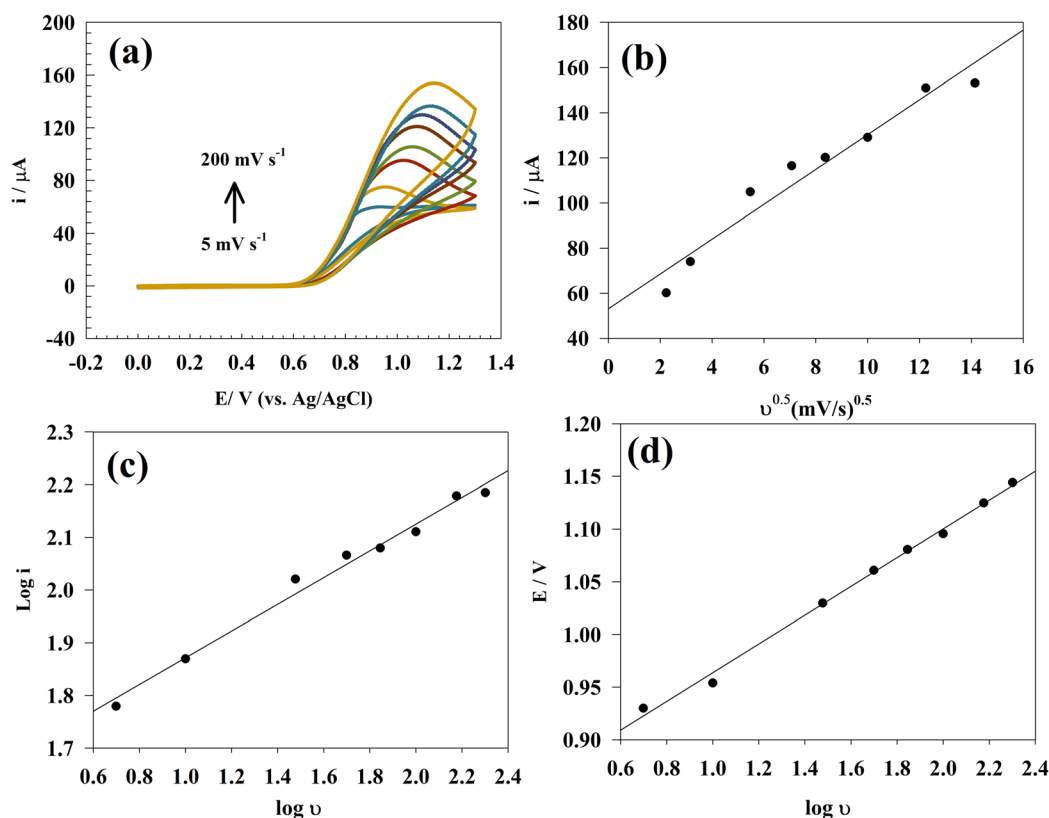 (a)
i / μA
200
160
120
80
40
0
-40
200 mV s⁻¹
5 mV s⁻¹
-0.2 0.0 0.2 0.4 0.6 0.8 1.0 1.2 1.4
E/ V (vs. Ag/AgCl)
(b)
i / μA
180
160
140
120
100
80
60
40
0 2 4 6 8 10 12 14 16
υ⁰·⁵(mV/s)⁰·⁵
(c)
Log i
2.3
2.2
2.1
2.0
1.9
1.8
1.7
0.6 0.8 1.0 1.2 1.4 1.6 1.8 2.0 2.2 2.4
log υ
(d)
E / V
1.20
1.15
1.10
1.05
1.00
0.95
0.90
0.6 0.8 1.0 1.2 1.4 1.6 1.8 2.0 2.2 2.4
log υ